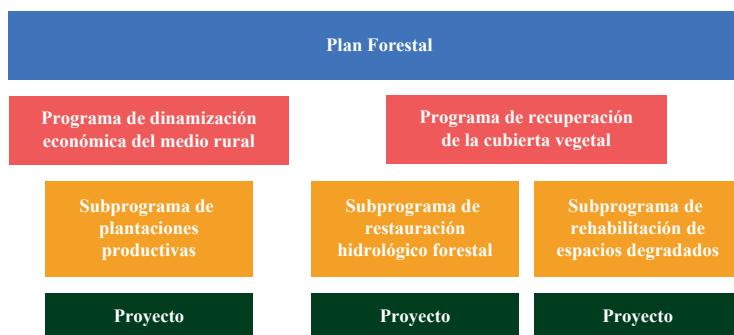 Plan Forestal
Programa de dinamización
económica del medio rural
Programa de recuperación
de la cubierta vegetal
Subprograma de
plantaciones
productivas
Subprograma de
restauración
hidrológico forestal
Subprograma de
rehabilitación de
espacios degradados
Proyecto
Proyecto
Proyecto